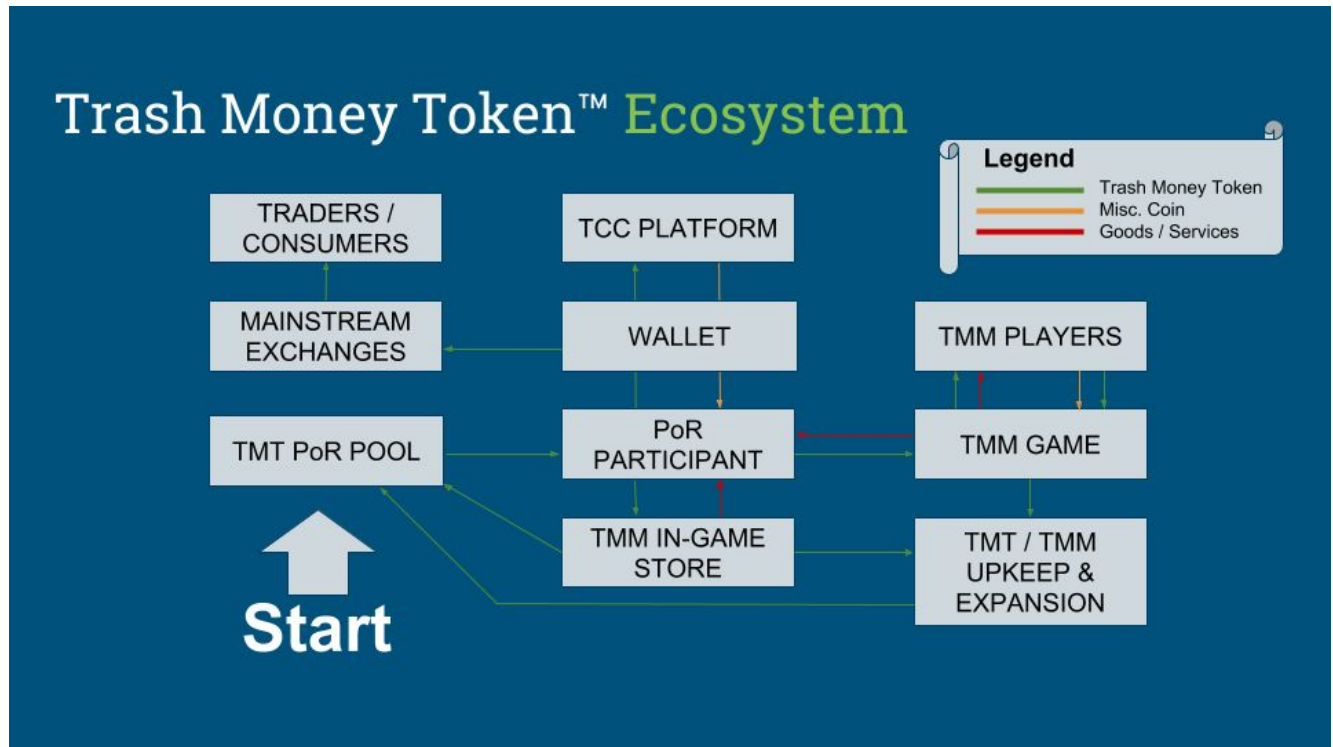 Trash Money Token™ Ecosystem
Legend
Trash Money Token
Misc. Coin
Goods / Services
TRADERS /
CONSUMERS
TCC PLATFORM
MAINSTREAM
EXCHANGES
WALLET
TMM PLAYERS
TMT PoR POOL
PoR
PARTICIPANT
TMM GAME
TMM IN-GAME
STORE
TMT / TMM
UPKEEP &
EXPANSION
Start